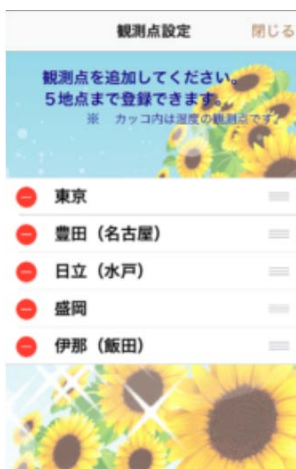 観測点設定 閉じる
観測点を追加してください。
5地点まで登録できます。
※ カッコ内は湿度の観測点です。
東京
豊田(名古屋)
日立(水戸)
盛岡
伊那(飯田)